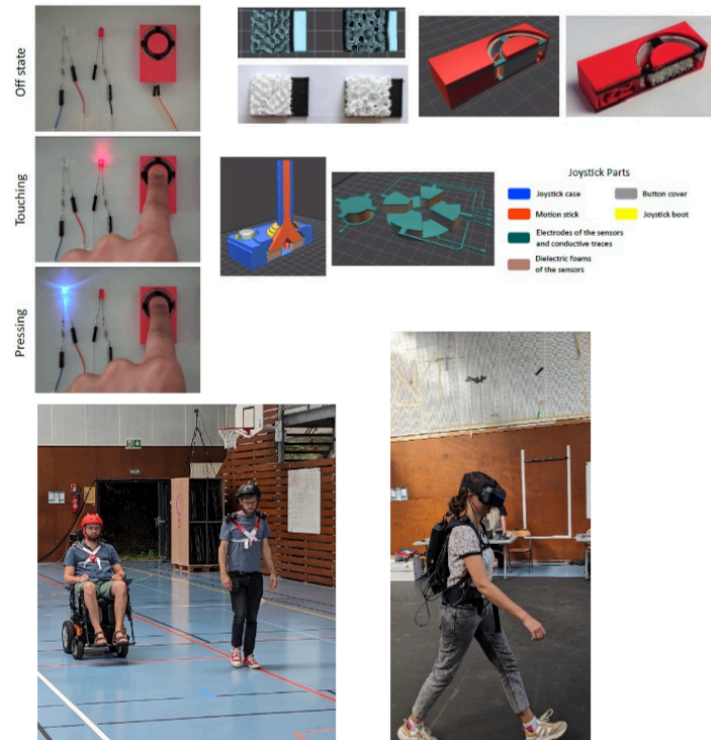 Off state
Touching
Pressing
Joystick Parts
Joystick case
Button cover
Motion stick
Joystick boot
Electrodes of the sensors
and conductive traces
Dielectric foams
of the sensors